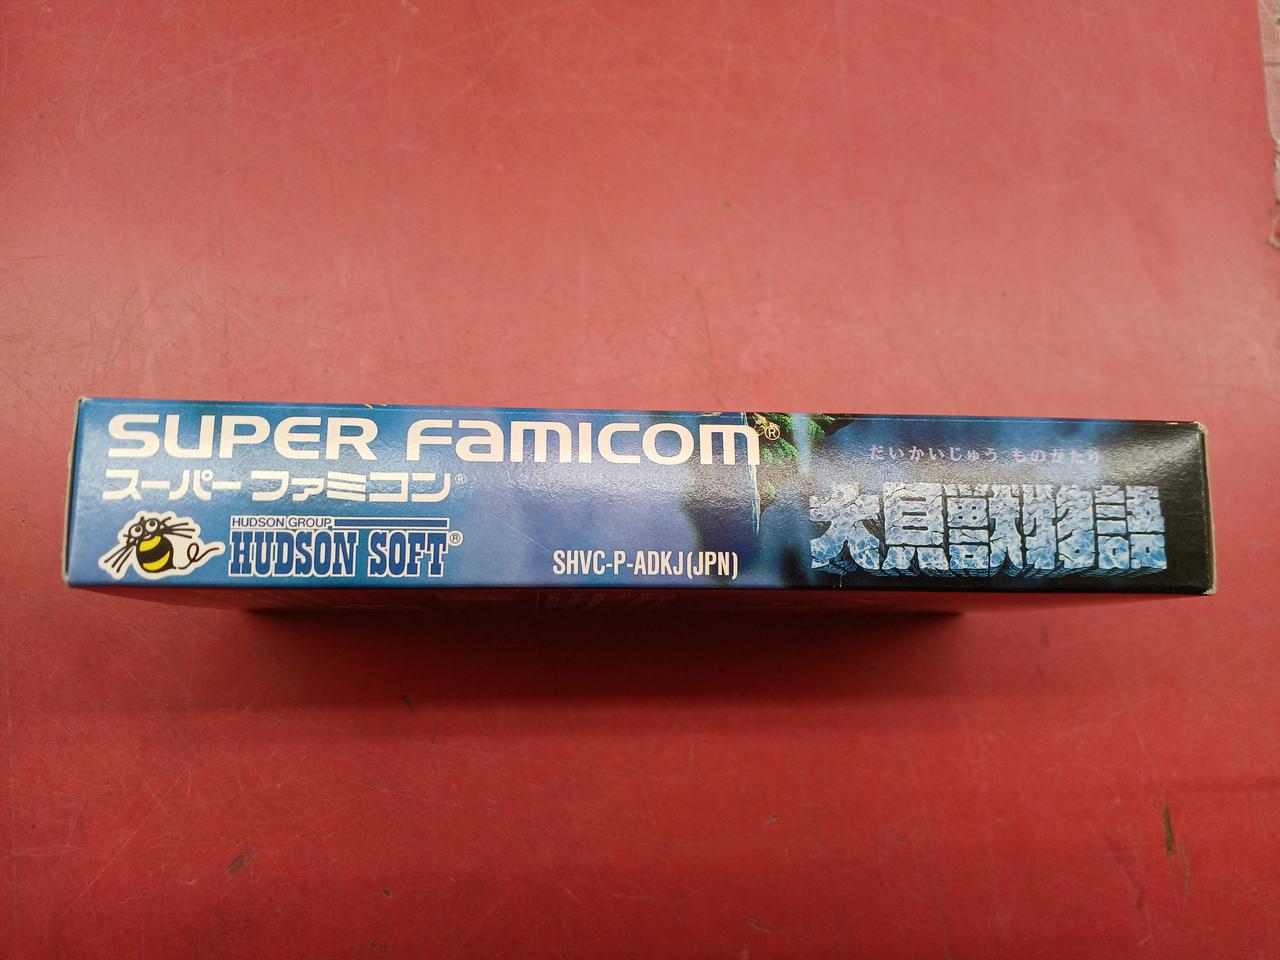 SUPER FAMICOM®
スーパーファミコン®
HUDSON GROUP
HUDSON SOFT®
SHVC-P-ADKJ(JPN)
だいかいじゅう ものがたり
大貝獣物語